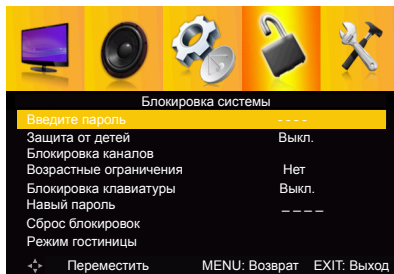 Блокировка системы
Введите пароль - - - -
Защита от детей Выкл.
Блокировка каналов
Возрастные ограничения Нет
Блокировка клавиатуры Выкл.
Навый пароль _ _ _ _
Сброс блокировок
Режим гостиницы
Переместить MENU: Возврат EXIT: Выход